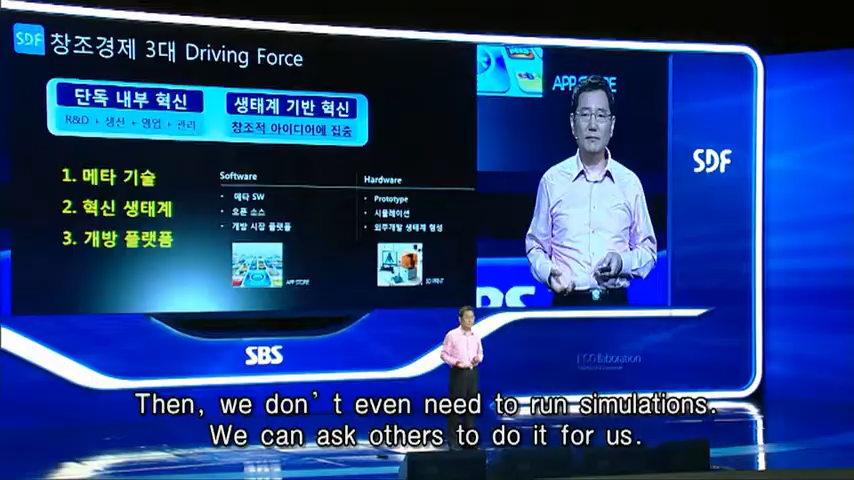 SDF 창조경제 3대 Driving Force
단독 내부 혁신
R&D + 생산 + 영업 + 관리
생태계 기반 혁신
창조적 아이디어에 집중
1. 메타 기술
2. 혁신 생태계
3. 개방 플랫폼
Software
• 메타 SW
• 오픈 소스
• 개방 시장 플랫폼
APP STORE
Hardware
• Prototype
• 시뮬레이션
• 외주개발 생태계 형성
3D PRINT
APP STORE
SDF
SBS
SBS
Then, we don't even need to run simulations.
We can ask others to do it for us.